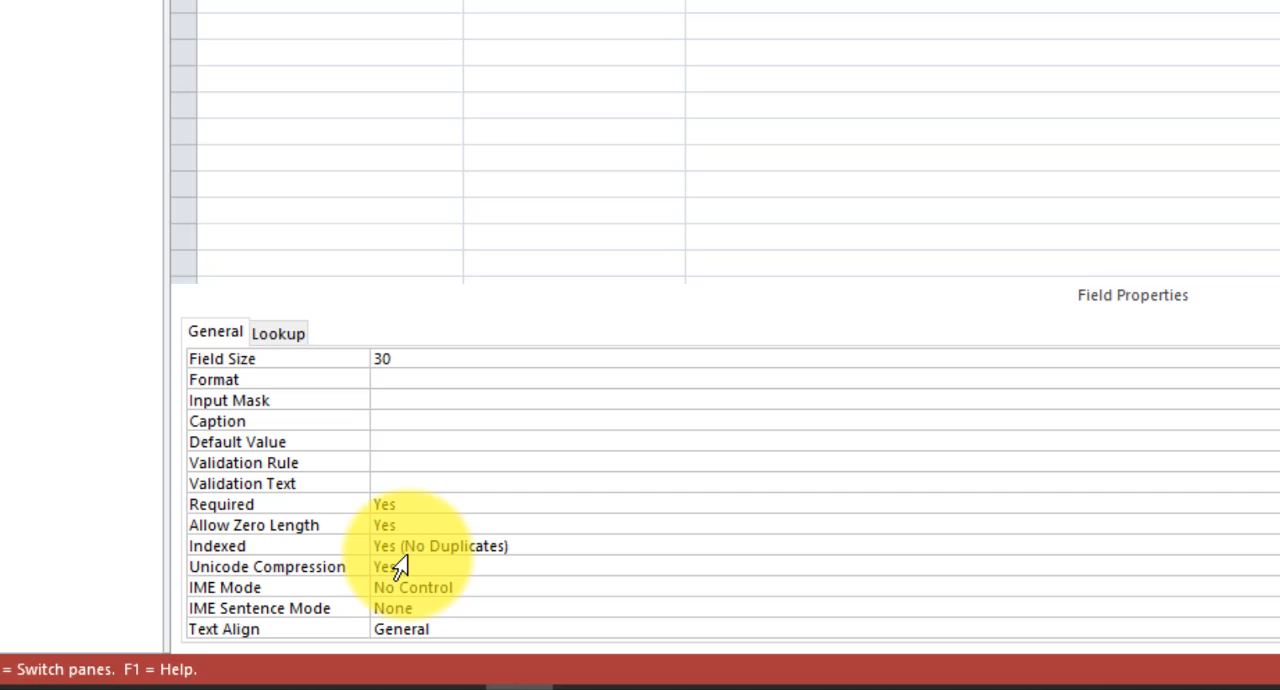 Field Properties
General Lookup
Field Size 30
Format
Input Mask
Caption
Default Value
Validation Rule
Validation Text
Required Yes
Allow Zero Length Yes
Indexed Yes (No Duplicates)
Unicode Compression Yes
IME Mode No Control
IME Sentence Mode None
Text Align General
= Switch panes. F1 = Help.